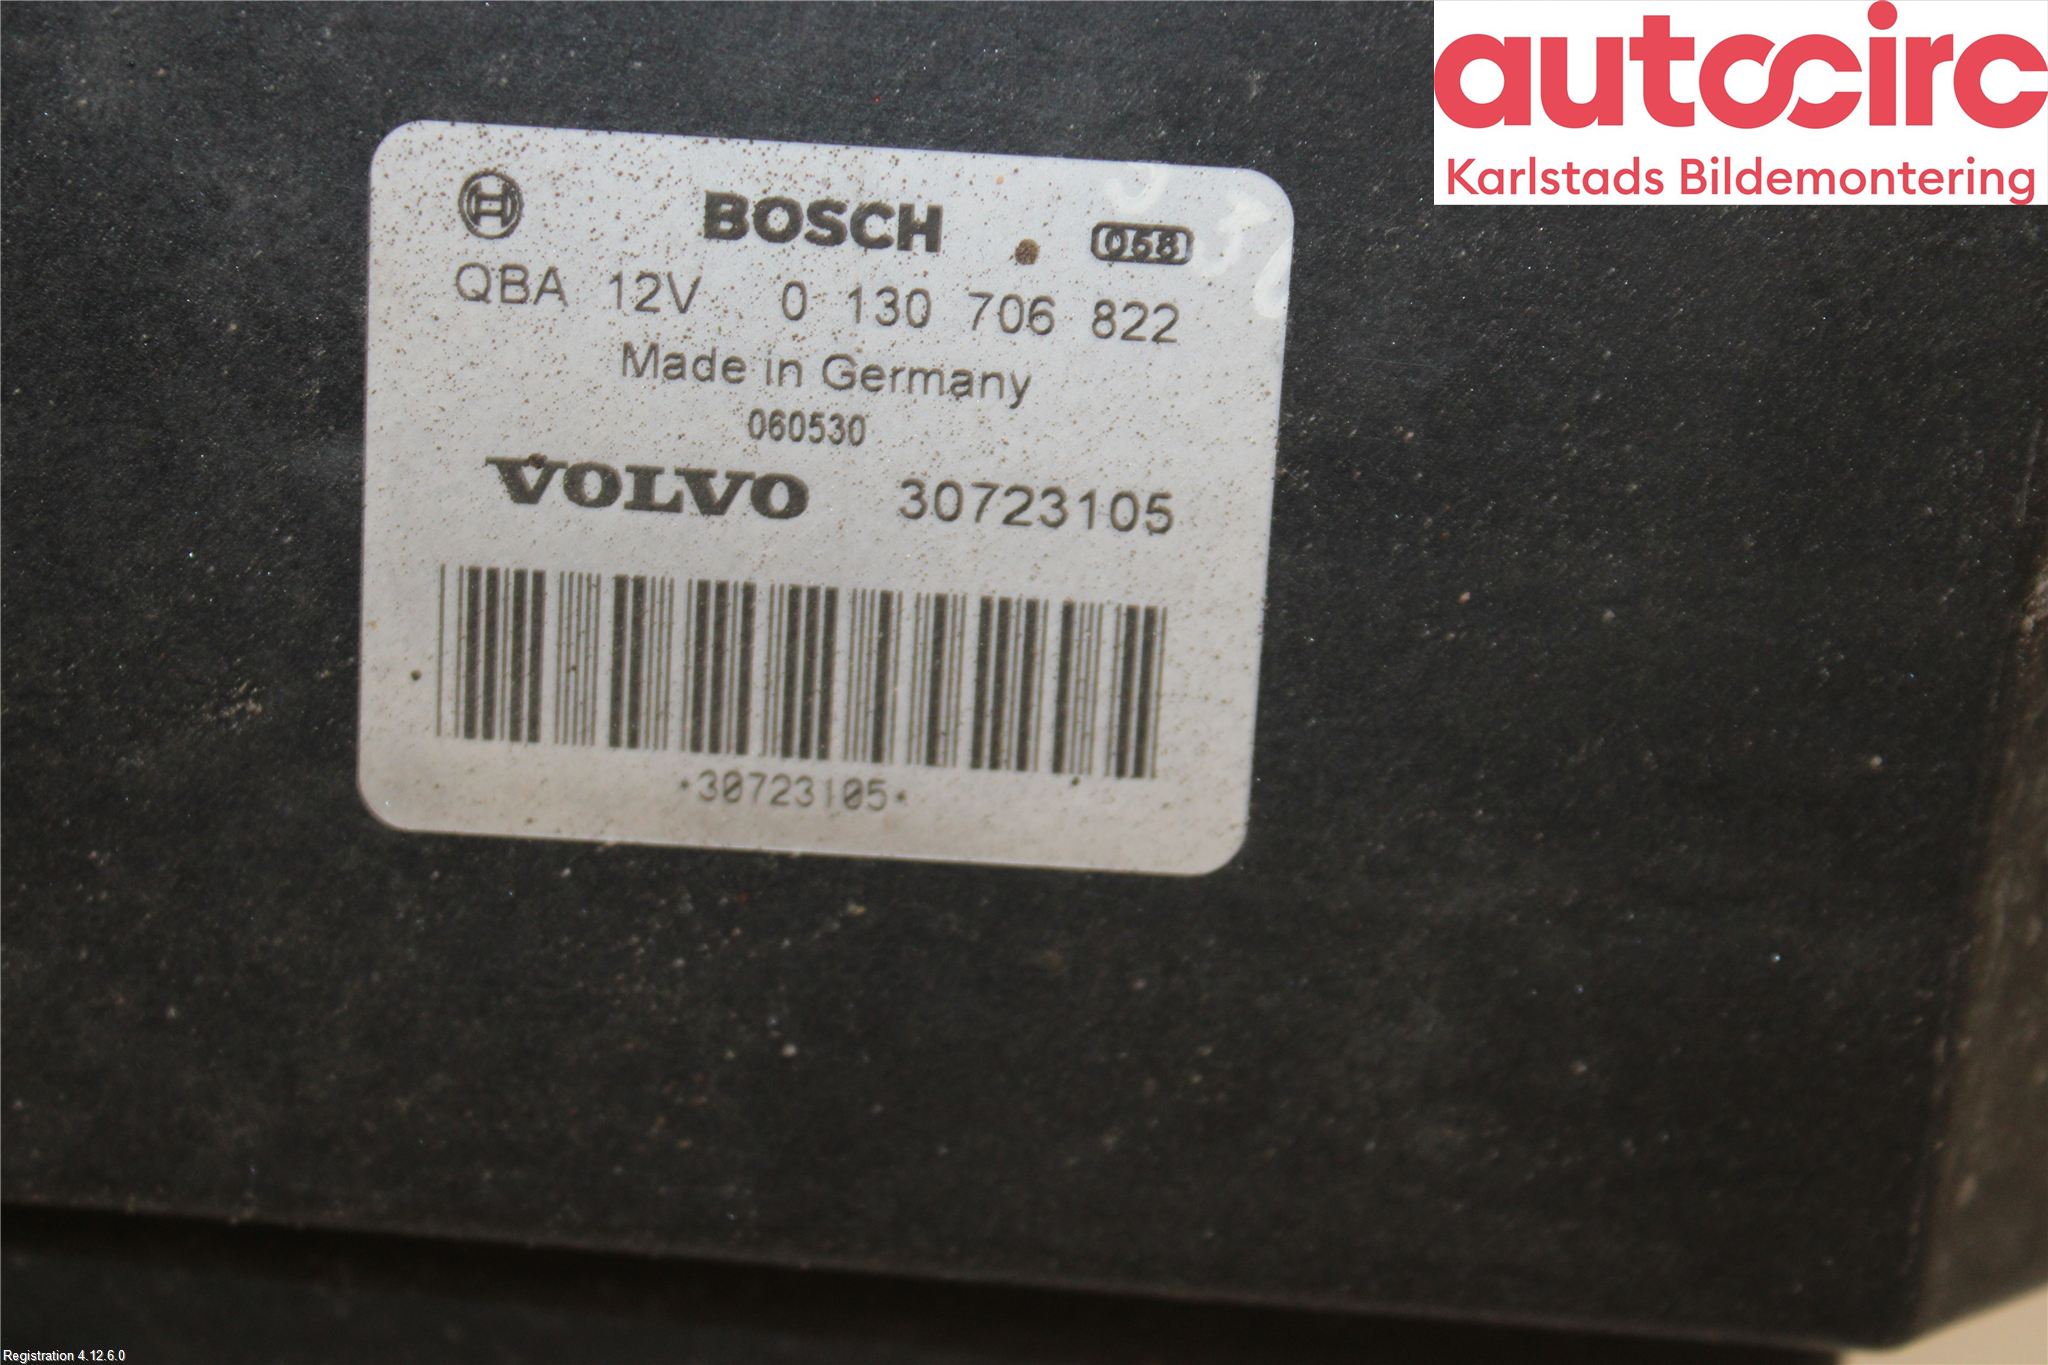 autocirc
Karlstads Bildemontering
BOSCH 068
QBA 12V 0 130 706 822
Made in Germany
060530
VOLVO 30723105
*30723105*
Registration 4.12.6.0